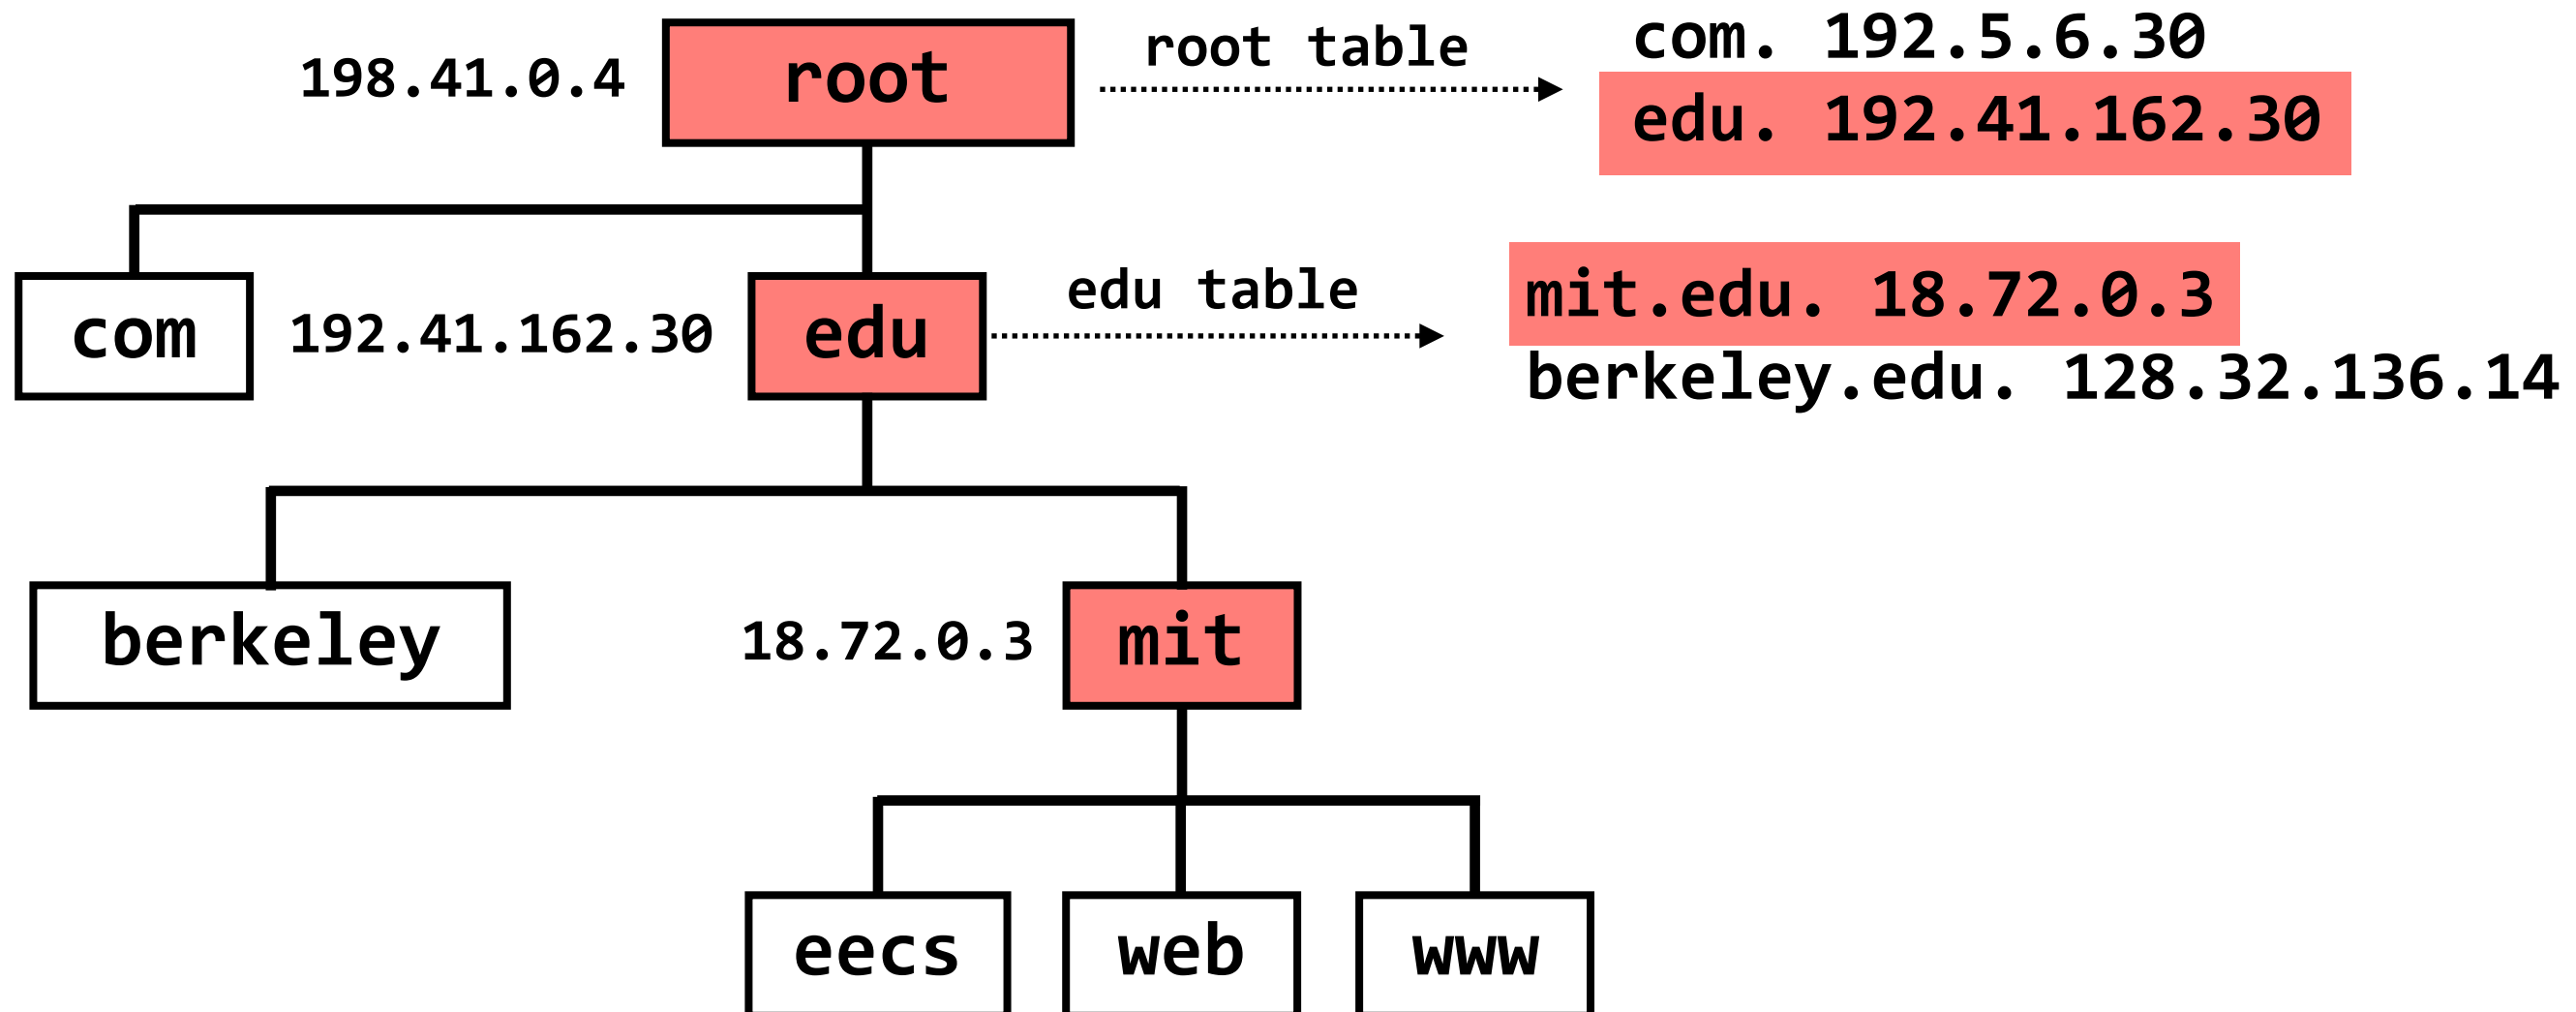 198.41.0.4
root
root table
com. 192.5.6.30
edu. 192.41.162.30
com
192.41.162.30
edu
edu table
mit.edu. 18.72.0.3
berkeley.edu. 128.32.136.14
berkeley
18.72.0.3
mit
eecs
web
www